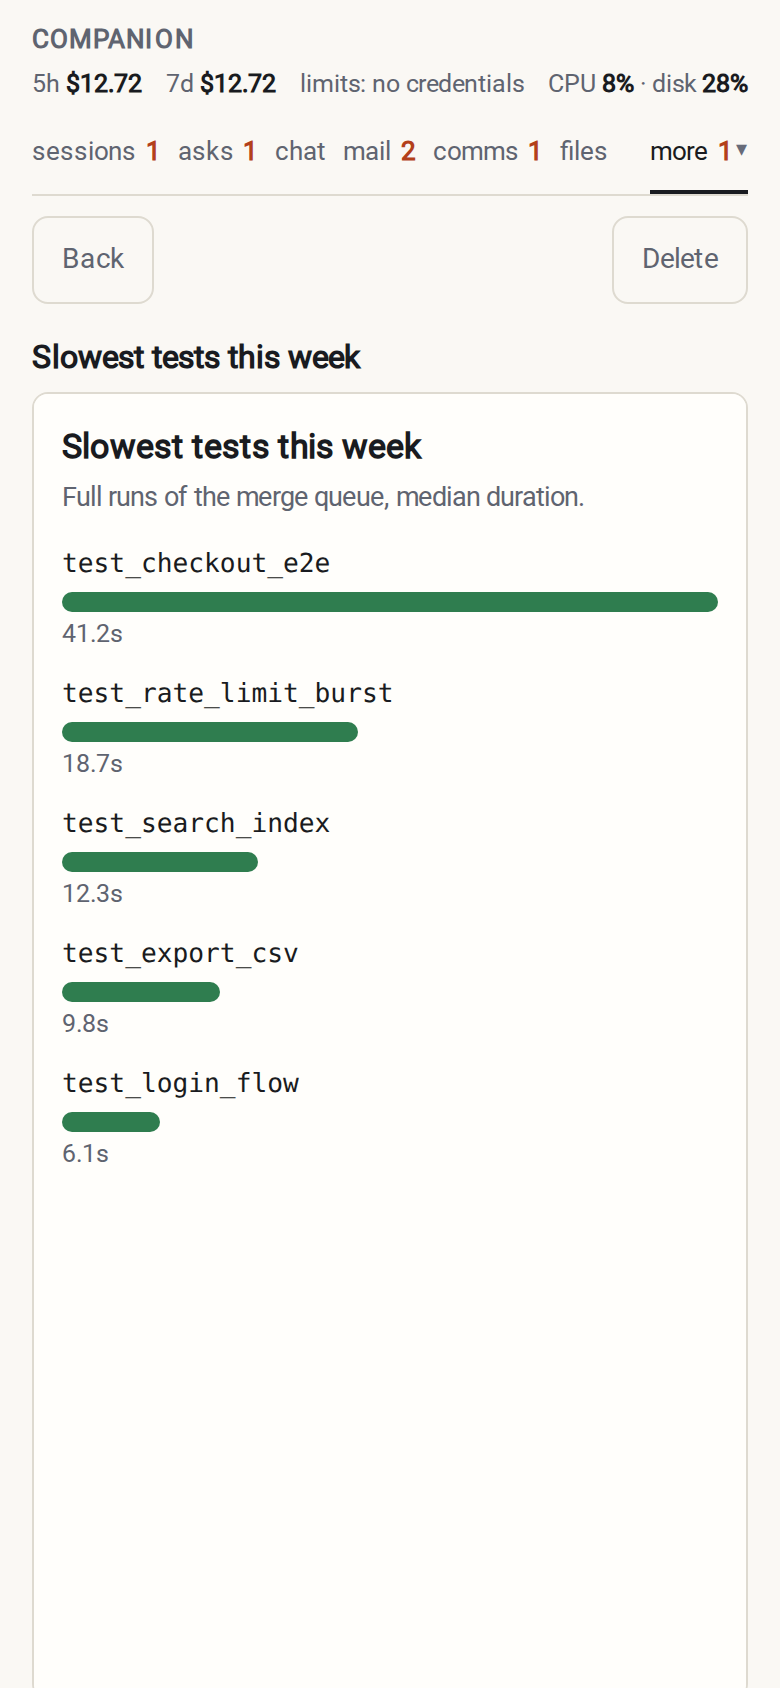 COMPANION
5h $12.72 7d $12.72 limits: no credentials CPU 8% · disk 28%
sessions 1 asks 1 chat mail 2 comms 1 files more 1 ▾
Back Delete
Slowest tests this week
Slowest tests this week
Full runs of the merge queue, median duration.
test_checkout_e2e
41.2s
test_rate_limit_burst
18.7s
test_search_index
12.3s
test_export_csv
9.8s
test_login_flow
6.1s